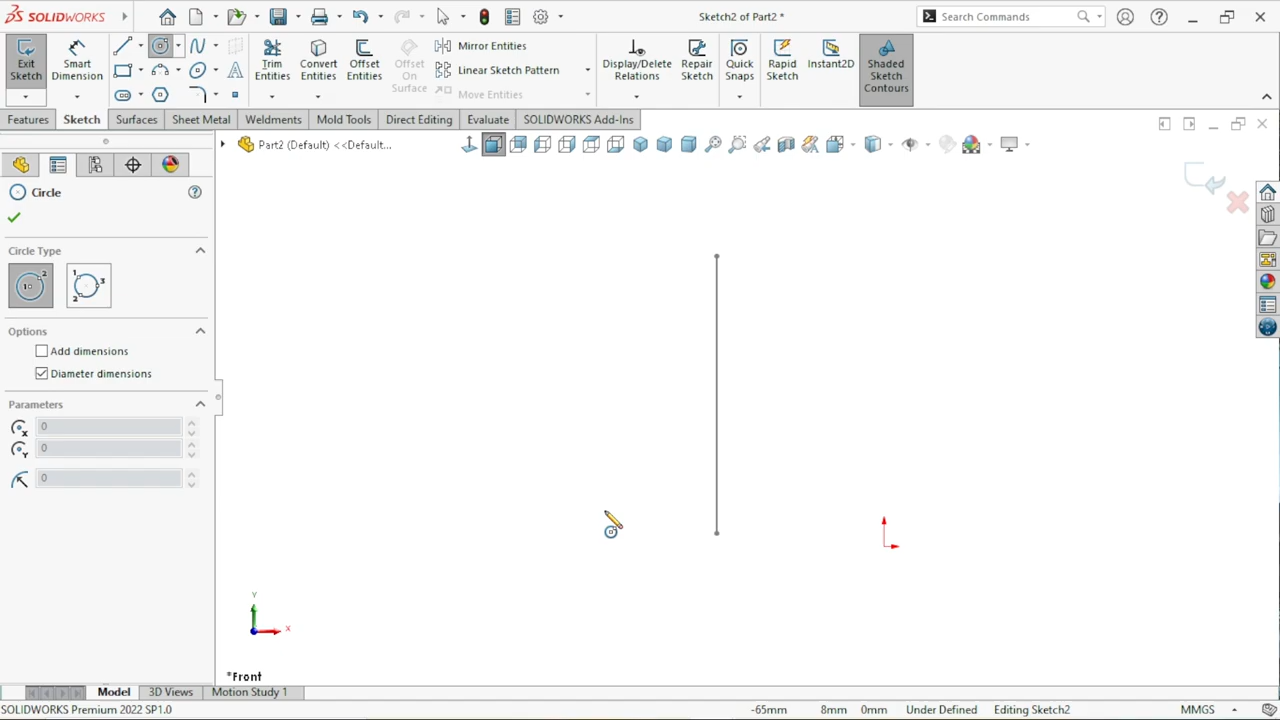 SOLIDWORKS
Sketch2 of Part2 *
Search Commands
Exit Sketch
Smart Dimension
Trim Entities
Convert Entities
Offset Entities
Offset On Surface
Mirror Entities
Linear Sketch Pattern
Move Entities
Display/Delete Relations
Repair Sketch
Quick Snaps
Rapid Sketch
Instant2D
Shaded Sketch Contours
Features
Sketch
Surfaces
Sheet Metal
Weldments
Mold Tools
Direct Editing
Evaluate
SOLIDWORKS Add-Ins
Part2 (Default) <<Default...
Circle
Circle Type
Options
Add dimensions
Diameter dimensions
Parameters
0
0
0
Y
X
*Front
Model
3D Views
Motion Study 1
SOLIDWORKS Premium 2022 SP1.0
-65mm
8mm
0mm
Under Defined
Editing Sketch2
MMGS